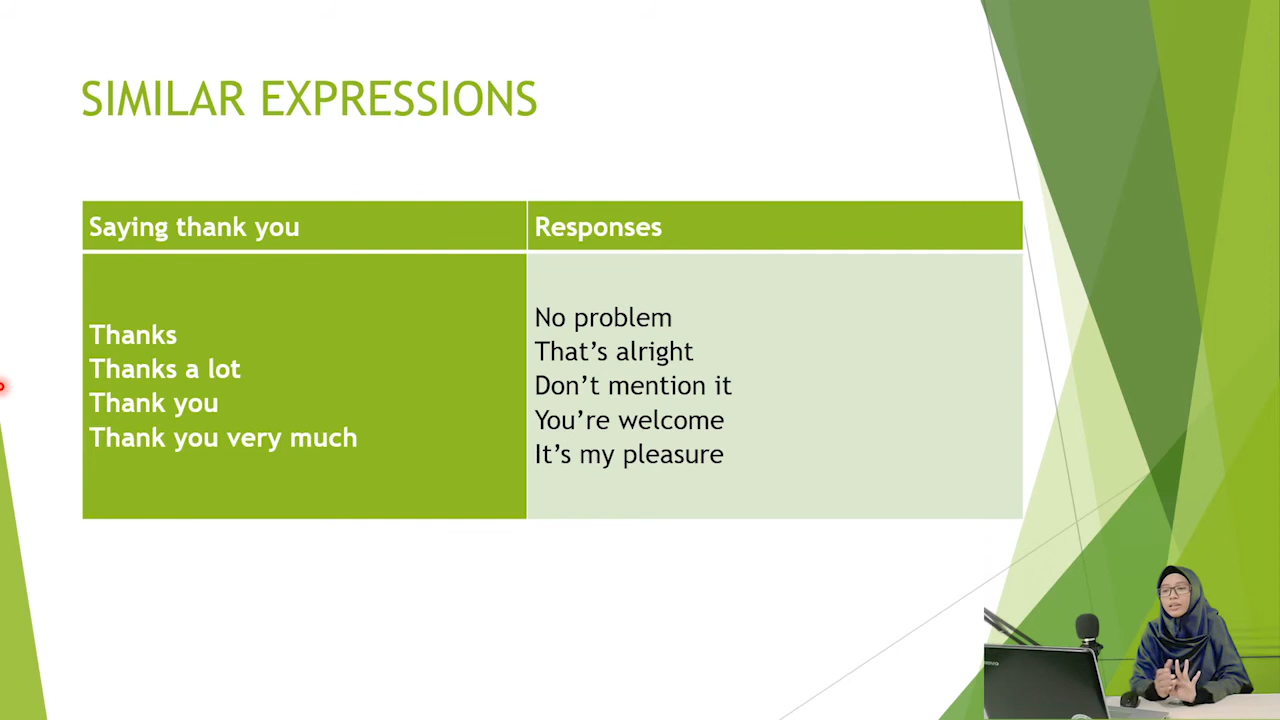 SIMILAR EXPRESSIONS
Saying thank you
Responses
Thanks
Thanks a lot
Thank you
Thank you very much
No problem
That’s alright
Don’t mention it
You’re welcome
It’s my pleasure